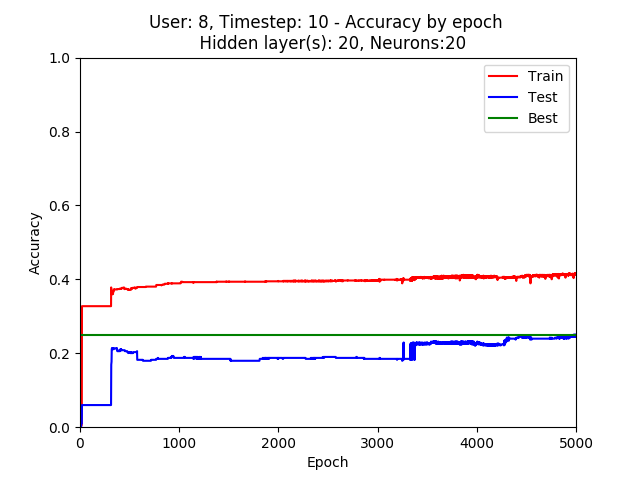 User: 8, Timestep: 10 - Accuracy by epoch
Hidden layer(s): 20, Neurons:20
1.0
0.8
0.6
0.4
0.2
0.0
Accuracy
Train
Test
Best
0 1000 2000 3000 4000 5000
Epoch